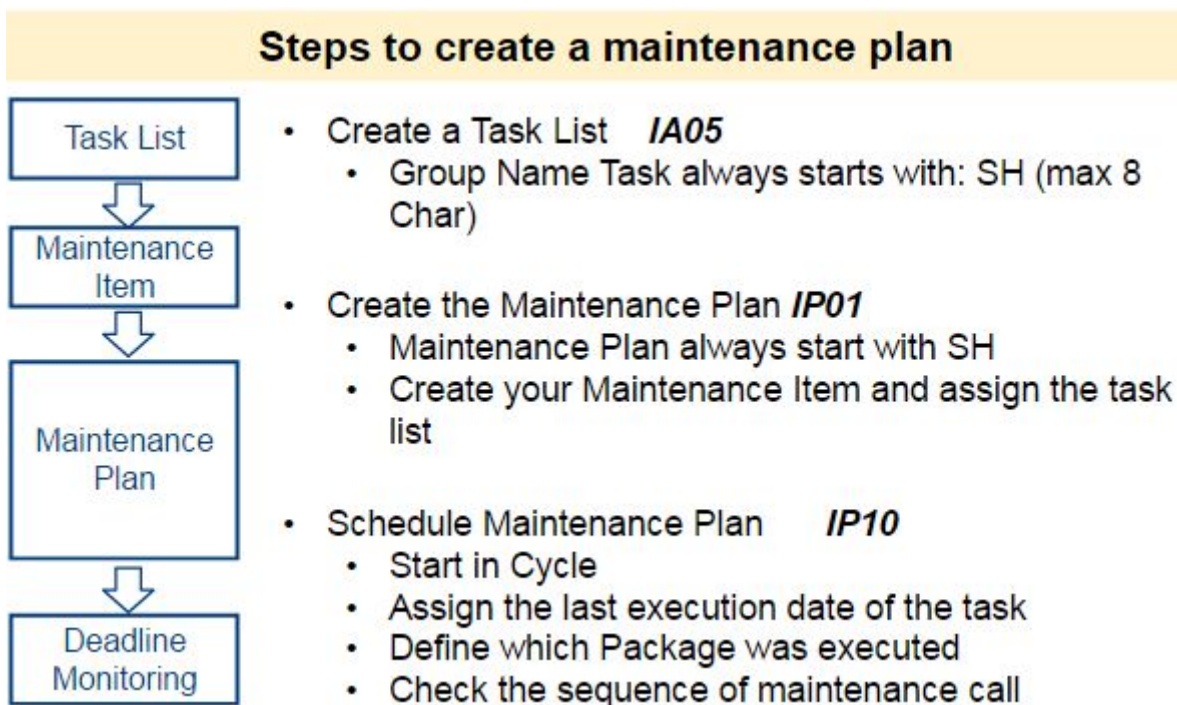 Steps to create a maintenance plan
Task List
Maintenance
Item
Maintenance
Plan
Deadline
Monitoring
• Create a Task List IA05
• Group Name Task always starts with: SH (max 8
Char)
• Create the Maintenance Plan IP01
• Maintenance Plan always start with SH
• Create your Maintenance Item and assign the task
list
• Schedule Maintenance Plan IP10
• Start in Cycle
• Assign the last execution date of the task
• Define which Package was executed
• Check the sequence of maintenance call